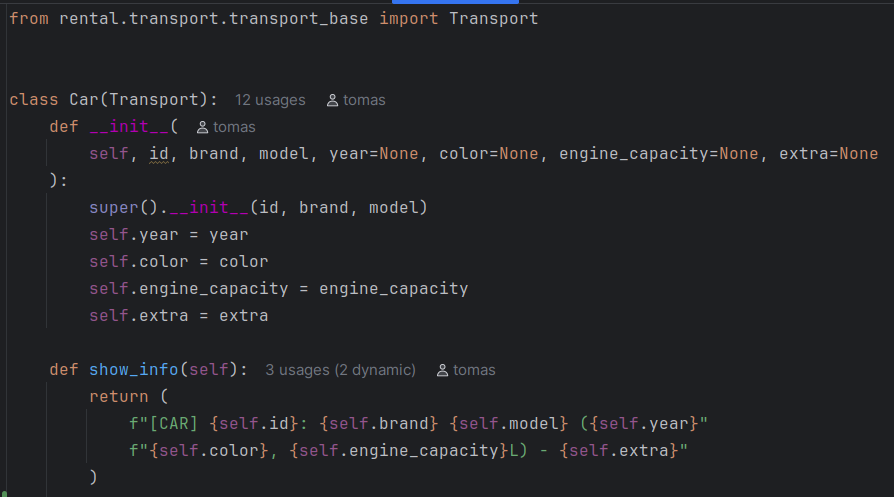 from rental.transport.transport_base import Transport
class Car(Transport): 12 usages tomas
def __init__( tomas
self, id, brand, model, year=None, color=None, engine_capacity=None, extra=None
):
super().__init__(id, brand, model)
self.year = year
self.color = color
self.engine_capacity = engine_capacity
self.extra = extra
def show_info(self): 3 usages (2 dynamic) tomas
return (
f"[CAR] {self.id}: {self.brand} {self.model} ({self.year}"
f"{self.color}, {self.engine_capacity}L) - {self.extra}"
)